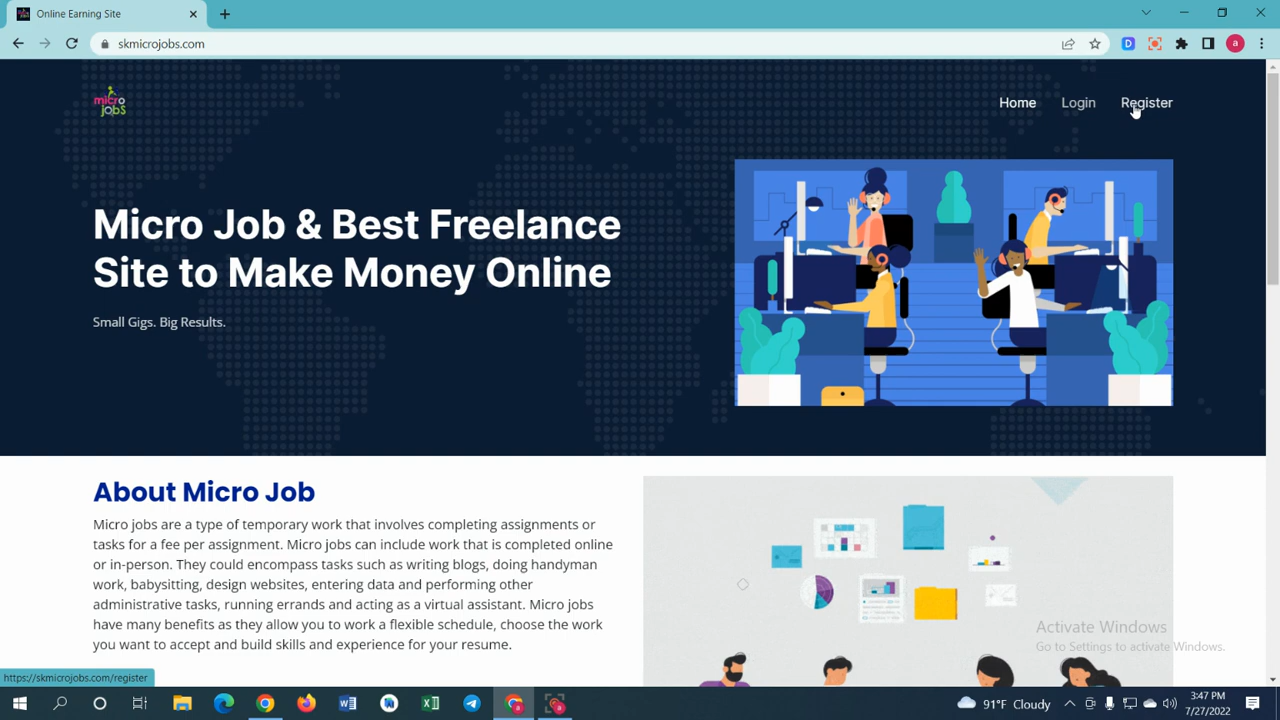 Online Earning Site
skmicrojobs.com
D
a
micro
jobs
Home Login Register
Micro Job & Best Freelance
Site to Make Money Online
Small Gigs. Big Results.
About Micro Job
Micro jobs are a type of temporary work that involves completing assignments or
tasks for a fee per assignment. Micro jobs can include work that is completed online
or in-person. They could encompass tasks such as writing blogs, doing handyman
work, babysitting, design websites, entering data and performing other
administrative tasks, running errands and acting as a virtual assistant. Micro jobs
have many benefits as they allow you to work a flexible schedule, choose the work
you want to accept and build skills and experience for your resume.
Activate Windows
Go to Settings to activate Windows.
https://skmicrojobs.com/register
91°F Cloudy
3:47 PM
7/27/2022